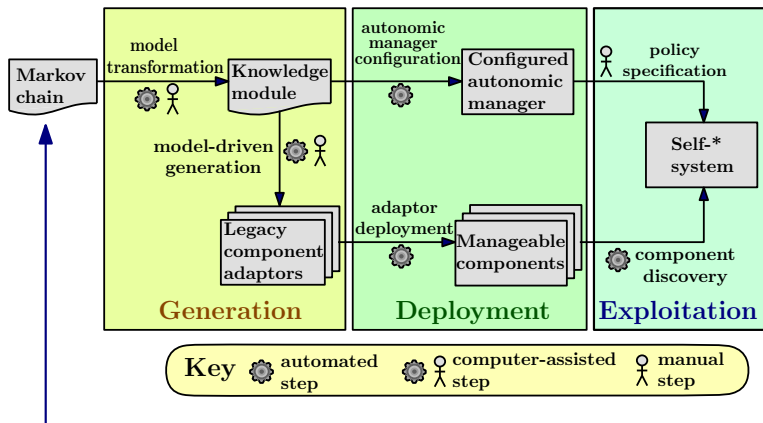 Markov
chain
model
transformation
Knowledge
module
model-driven
generation
Legacy
component
adaptors
Generation
autonomic
manager
configuration
Configured
autonomic
manager
adaptor
deployment
Manageable
components
Deployment
policy
specification
Self-*
system
component
discovery
Exploitation
Key
automated
step
computer-assisted
step
manual
step